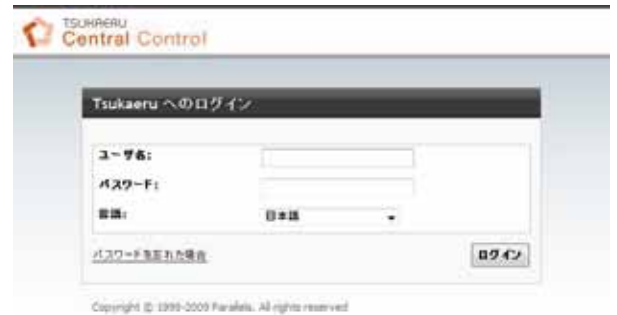 TSUKAERU
Central Control
Tsukaeru へのログイン
ユーザ名:
パスワード:
言語: 日本語
パスワードを忘れた場合
ログイン
Copyright © 1999-2009 Parallels. All rights reserved